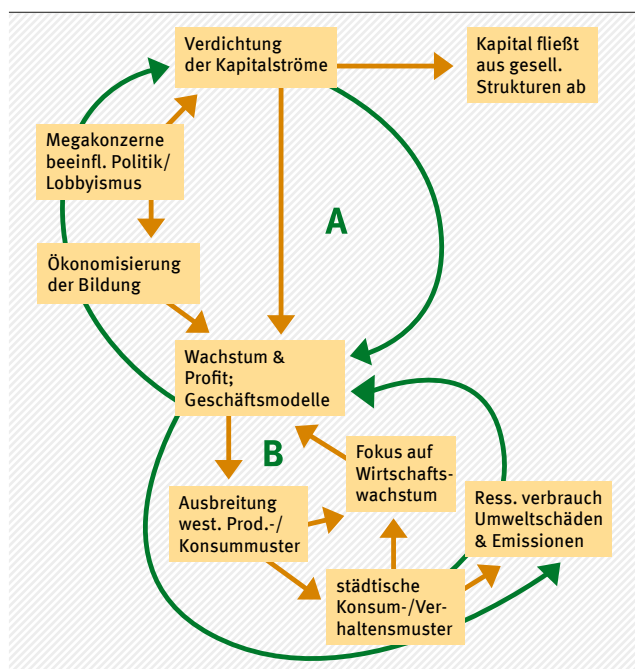 Verdichtung
der Kapitalströme
Kapital fließt
aus gesell.
Strukturen ab
Megakonzerne
beeinfl. Politik/
Lobbyismus
A
Ökonomisierung
der Bildung
Wachstum &
Profit;
Geschäftsmodelle
B
Fokus auf
Wirtschafts-
wachstum
Ausbreitung
west. Prod.-/
Konsummuster
Ress. verbrauch
Umweltschäden
& Emissionen
städtische
Konsum-/Ver-
haltensmuster